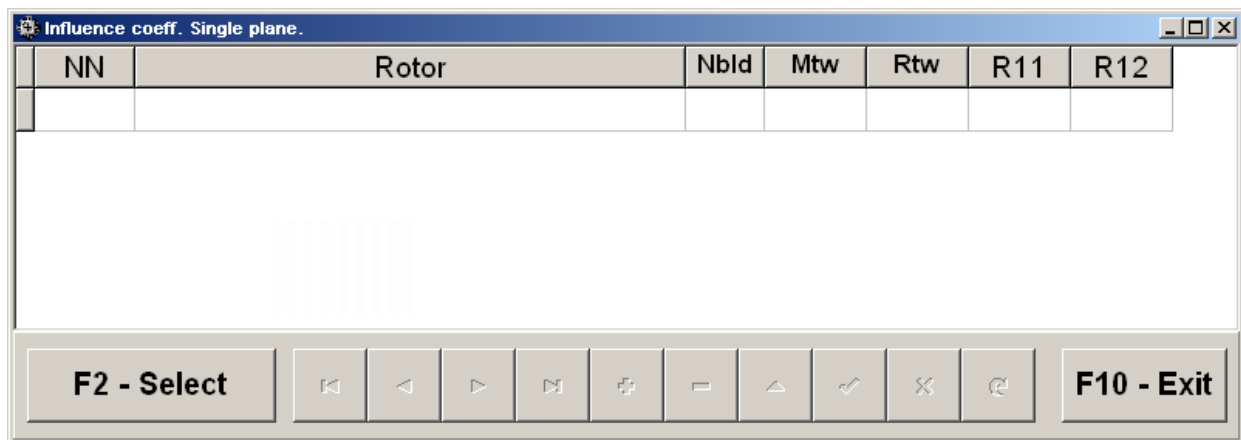 Influence coeff. Single plane.
NN Rotor Nbld Mtw Rtw R11 R12
F2 - Select F10 - Exit